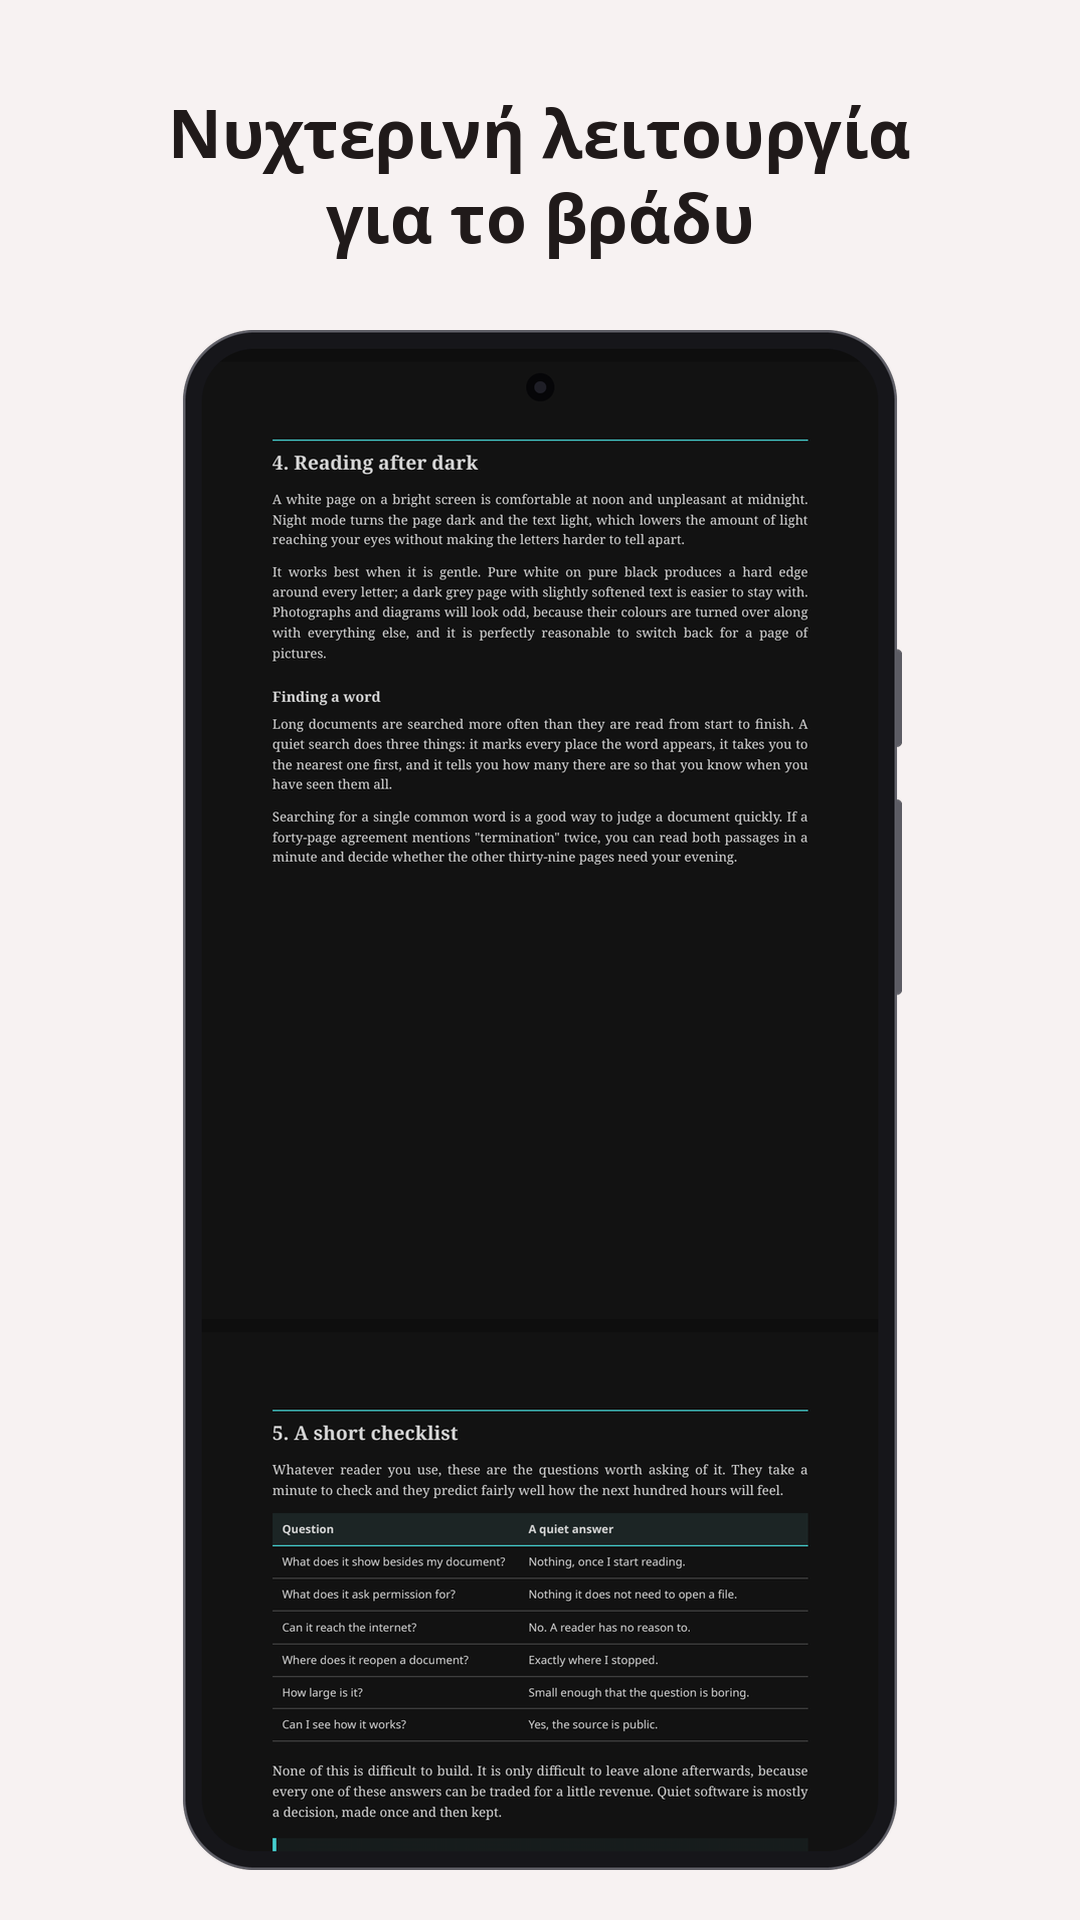 Νυχτερινή λειτουργία
για το βράδυ
4. Reading after dark
A white page on a bright screen is comfortable at noon and unpleasant at midnight.
Night mode turns the page dark and the text light, which lowers the amount of light
reaching your eyes without making the letters harder to tell apart.
It works best when it is gentle. Pure white on pure black produces a hard edge
around every letter; a dark grey page with slightly softened text is easier to stay with.
Photographs and diagrams will look odd, because their colours are turned over along
with everything else, and it is perfectly reasonable to switch back for a page of
pictures.
Finding a word
Long documents are searched more often than they are read from start to finish. A
quiet search does three things: it marks every place the word appears, it takes you to
the nearest one first, and it tells you how many there are so that you know when you
have seen them all.
Searching for a single common word is a good way to judge a document quickly. If a
forty-page agreement mentions "termination" twice, you can read both passages in a
minute and decide whether the other thirty-nine pages need your evening.
5. A short checklist
Whatever reader you use, these are the questions worth asking of it. They take a
minute to check and they predict fairly well how the next hundred hours will feel.
Question A quiet answer
What does it show besides my document? Nothing, once I start reading.
What does it ask permission for? Nothing it does not need to open a file.
Can it reach the internet? No. A reader has no reason to.
Where does it reopen a document? Exactly where I stopped.
How large is it? Small enough that the question is boring.
Can I see how it works? Yes, the source is public.
None of this is difficult to build. It is only difficult to leave alone afterwards, because
every one of these answers can be traded for a little revenue. Quiet software is mostly
a decision, made once and then kept.